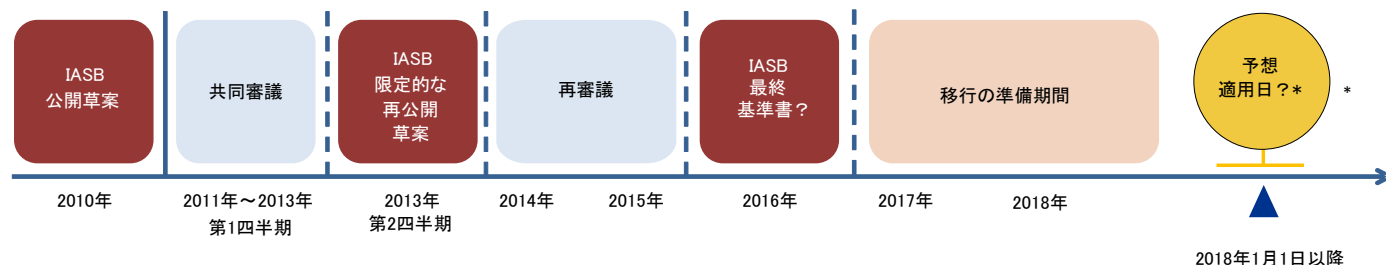 IASB
公開草案
共同審議
IASB
限定的な
再公開
草案
再審議
IASB
最終
基準書？
移行の準備期間
予想
適用日？*
*
2010年
2011年～2013年
第1四半期
2013年
第2四半期
2014年
2015年
2016年
2017年
2018年
2018年1月1日以降